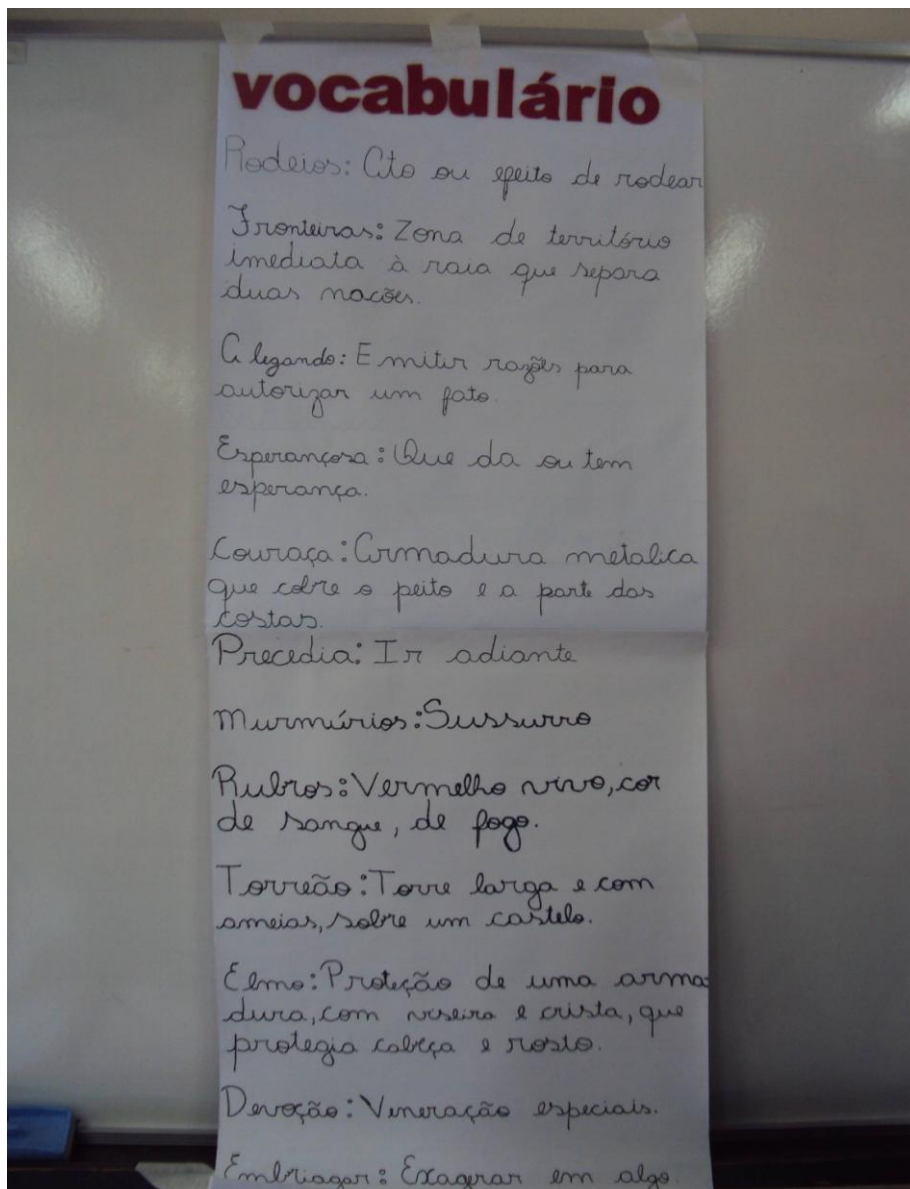 vocabulário
Rodeios: Ato ou efeito de rodear
Fronteiras: Zona de território
imediata à raia que separa
duas nacões.
Alegando: Emitir razões para
autorizar um fato.
Esperançosa: Que da ou tem
esperança.
Couraça: Armadura metalica
que cobre o peito e a parte das
costas.
Precedia: Ir adiante
Murmúrios: Sussurro
Rubros: Vermelho vivo, cor
de sangue, de fogo.
Torreão: Torre larga e com
ameias, sobre um castelo.
Elmo: Proteção de uma arma-
dura, com viseira e crista, que
protegia cabeça e rosto.
Devoção: Veneração especiais.
Embriagar: Exagerar em algo